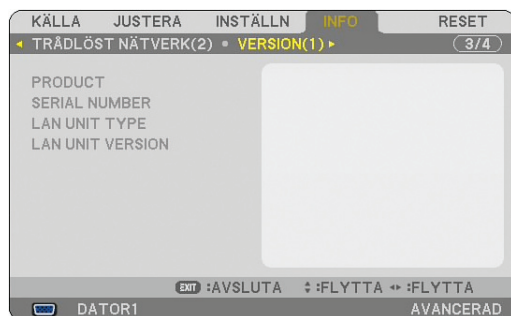 KÄLLA JUSTERA INSTÄLLN INFO RESET
TRÅDLÖST NÄTVERK(2) • VERSION(1) 3/4
PRODUCT
SERIAL NUMBER
LAN UNIT TYPE
LAN UNIT VERSION
EXIT :AVSLUTA :FLYTTA :FLYTTA
DATOR1 AVANCERAD